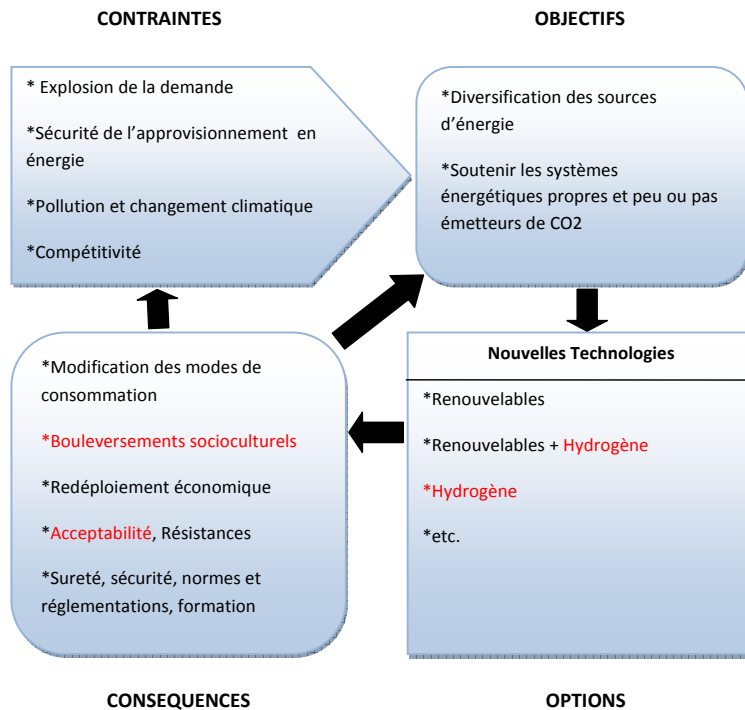 CONTRAINTES
* Explosion de la demande
*Sécurité de l’approvisionnement en
énergie
*Pollution et changement climatique
*Compétitivité
OBJECTIFS
*Diversification des sources
d’énergie
*Soutenir les systèmes
énergétiques propres et peu ou pas
émetteurs de CO2
*Modification des modes de
consommation
*Bouleversements socioculturels
*Redéploiement économique
*Acceptabilité, Résistances
*Sureté, sécurité, normes et
réglementations, formation
CONSEQUENCES
Nouvelles Technologies
*Renouvelables
*Renouvelables + Hydrogène
*Hydrogène
*etc.
OPTIONS